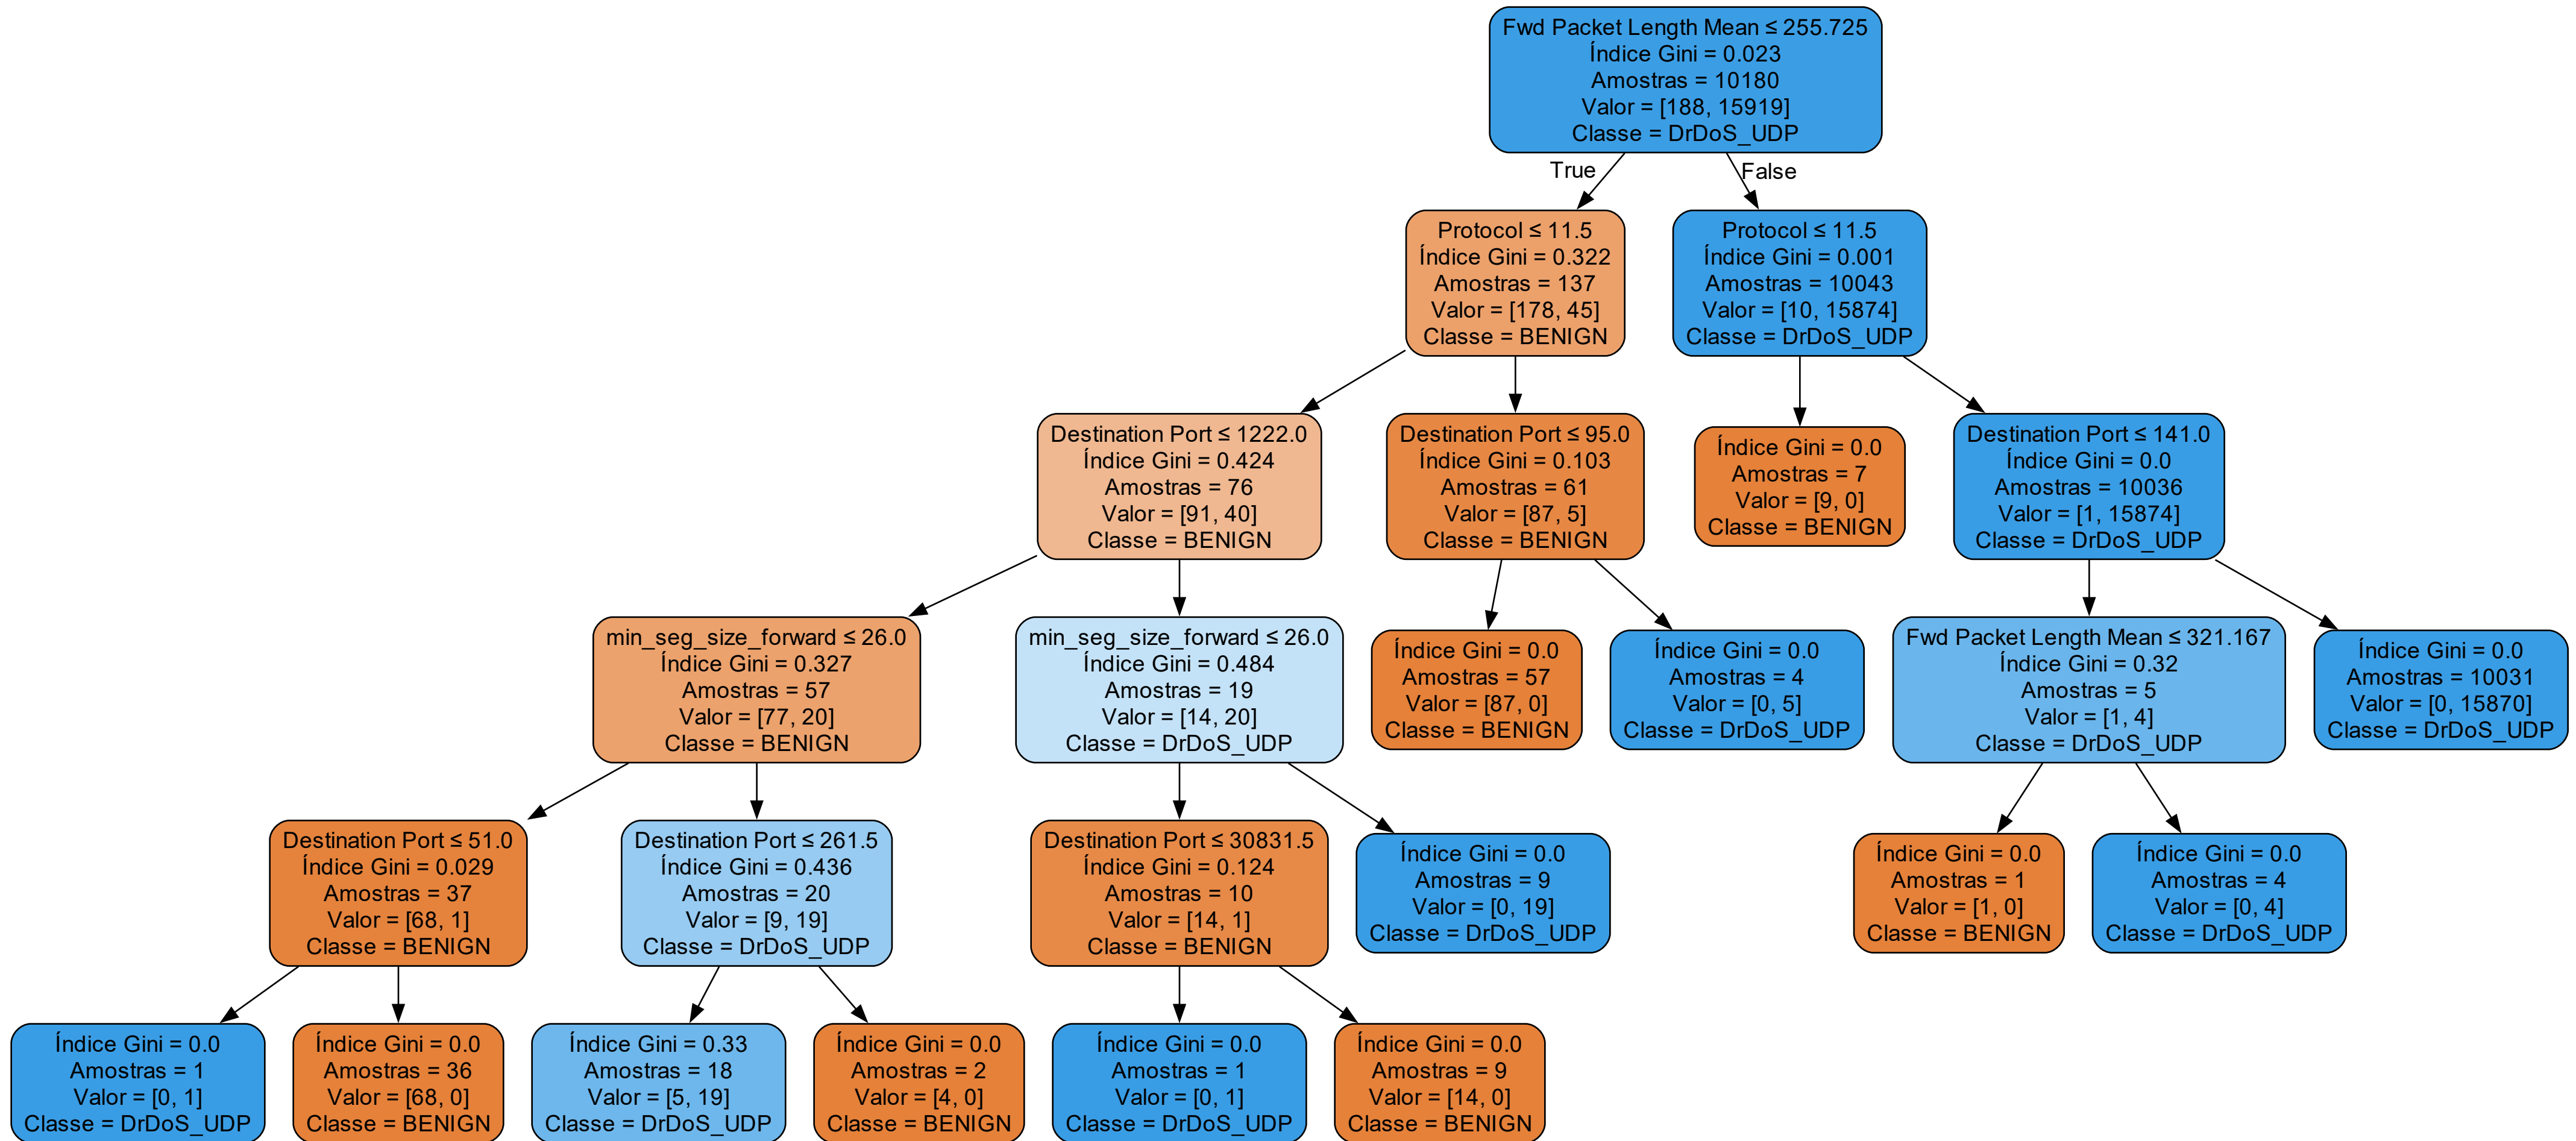 Fwd Packet Length Mean ≤ 255.725
Índice Gini = 0.023
Amostras = 10180
Valor = [188, 15919]
Classe = DrDoS_UDP
True
False
Protocol ≤ 11.5
Índice Gini = 0.322
Amostras = 137
Valor = [178, 45]
Classe = BENIGN
Protocol ≤ 11.5
Índice Gini = 0.001
Amostras = 10043
Valor = [10, 15874]
Classe = DrDoS_UDP
Destination Port ≤ 1222.0
Índice Gini = 0.424
Amostras = 76
Valor = [91, 40]
Classe = BENIGN
Destination Port ≤ 95.0
Índice Gini = 0.103
Amostras = 61
Valor = [87, 5]
Classe = BENIGN
Índice Gini = 0.0
Amostras = 7
Valor = [9, 0]
Classe = BENIGN
Destination Port ≤ 141.0
Índice Gini = 0.0
Amostras = 10036
Valor = [1, 15874]
Classe = DrDoS_UDP
min_seg_size_forward ≤ 26.0
Índice Gini = 0.327
Amostras = 57
Valor = [77, 20]
Classe = BENIGN
min_seg_size_forward ≤ 26.0
Índice Gini = 0.484
Amostras = 19
Valor = [14, 20]
Classe = DrDoS_UDP
Índice Gini = 0.0
Amostras = 57
Valor = [87, 0]
Classe = BENIGN
Índice Gini = 0.0
Amostras = 4
Valor = [0, 5]
Classe = DrDoS_UDP
Fwd Packet Length Mean ≤ 321.167
Índice Gini = 0.32
Amostras = 5
Valor = [1, 4]
Classe = DrDoS_UDP
Índice Gini = 0.0
Amostras = 10031
Valor = [0, 15870]
Classe = DrDoS_UDP
Destination Port ≤ 51.0
Índice Gini = 0.029
Amostras = 37
Valor = [68, 1]
Classe = BENIGN
Destination Port ≤ 261.5
Índice Gini = 0.436
Amostras = 20
Valor = [9, 19]
Classe = DrDoS_UDP
Destination Port ≤ 30831.5
Índice Gini = 0.124
Amostras = 10
Valor = [14, 1]
Classe = BENIGN
Índice Gini = 0.0
Amostras = 9
Valor = [0, 19]
Classe = DrDoS_UDP
Índice Gini = 0.0
Amostras = 1
Valor = [1, 0]
Classe = BENIGN
Índice Gini = 0.0
Amostras = 4
Valor = [0, 4]
Classe = DrDoS_UDP
Índice Gini = 0.0
Amostras = 1
Valor = [0, 1]
Classe = DrDoS_UDP
Índice Gini = 0.0
Amostras = 36
Valor = [68, 0]
Classe = BENIGN
Índice Gini = 0.33
Amostras = 18
Valor = [5, 19]
Classe = DrDoS_UDP
Índice Gini = 0.0
Amostras = 2
Valor = [4, 0]
Classe = BENIGN
Índice Gini = 0.0
Amostras = 1
Valor = [0, 1]
Classe = DrDoS_UDP
Índice Gini = 0.0
Amostras = 9
Valor = [14, 0]
Classe = BENIGN